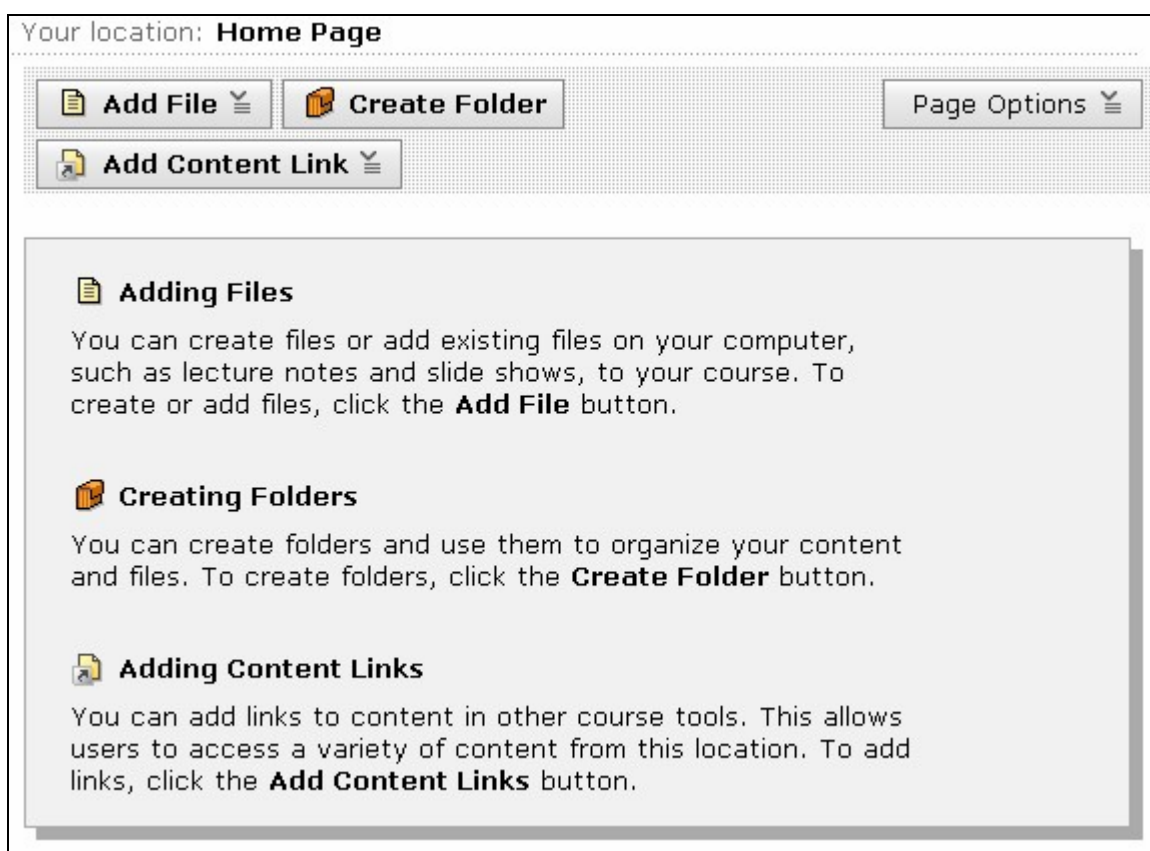 Your location: Home Page
Add File Create Folder Page Options
Add Content Link
Adding Files
You can create files or add existing files on your computer,
such as lecture notes and slide shows, to your course. To
create or add files, click the Add File button.
Creating Folders
You can create folders and use them to organize your content
and files. To create folders, click the Create Folder button.
Adding Content Links
You can add links to content in other course tools. This allows
users to access a variety of content from this location. To add
links, click the Add Content Links button.